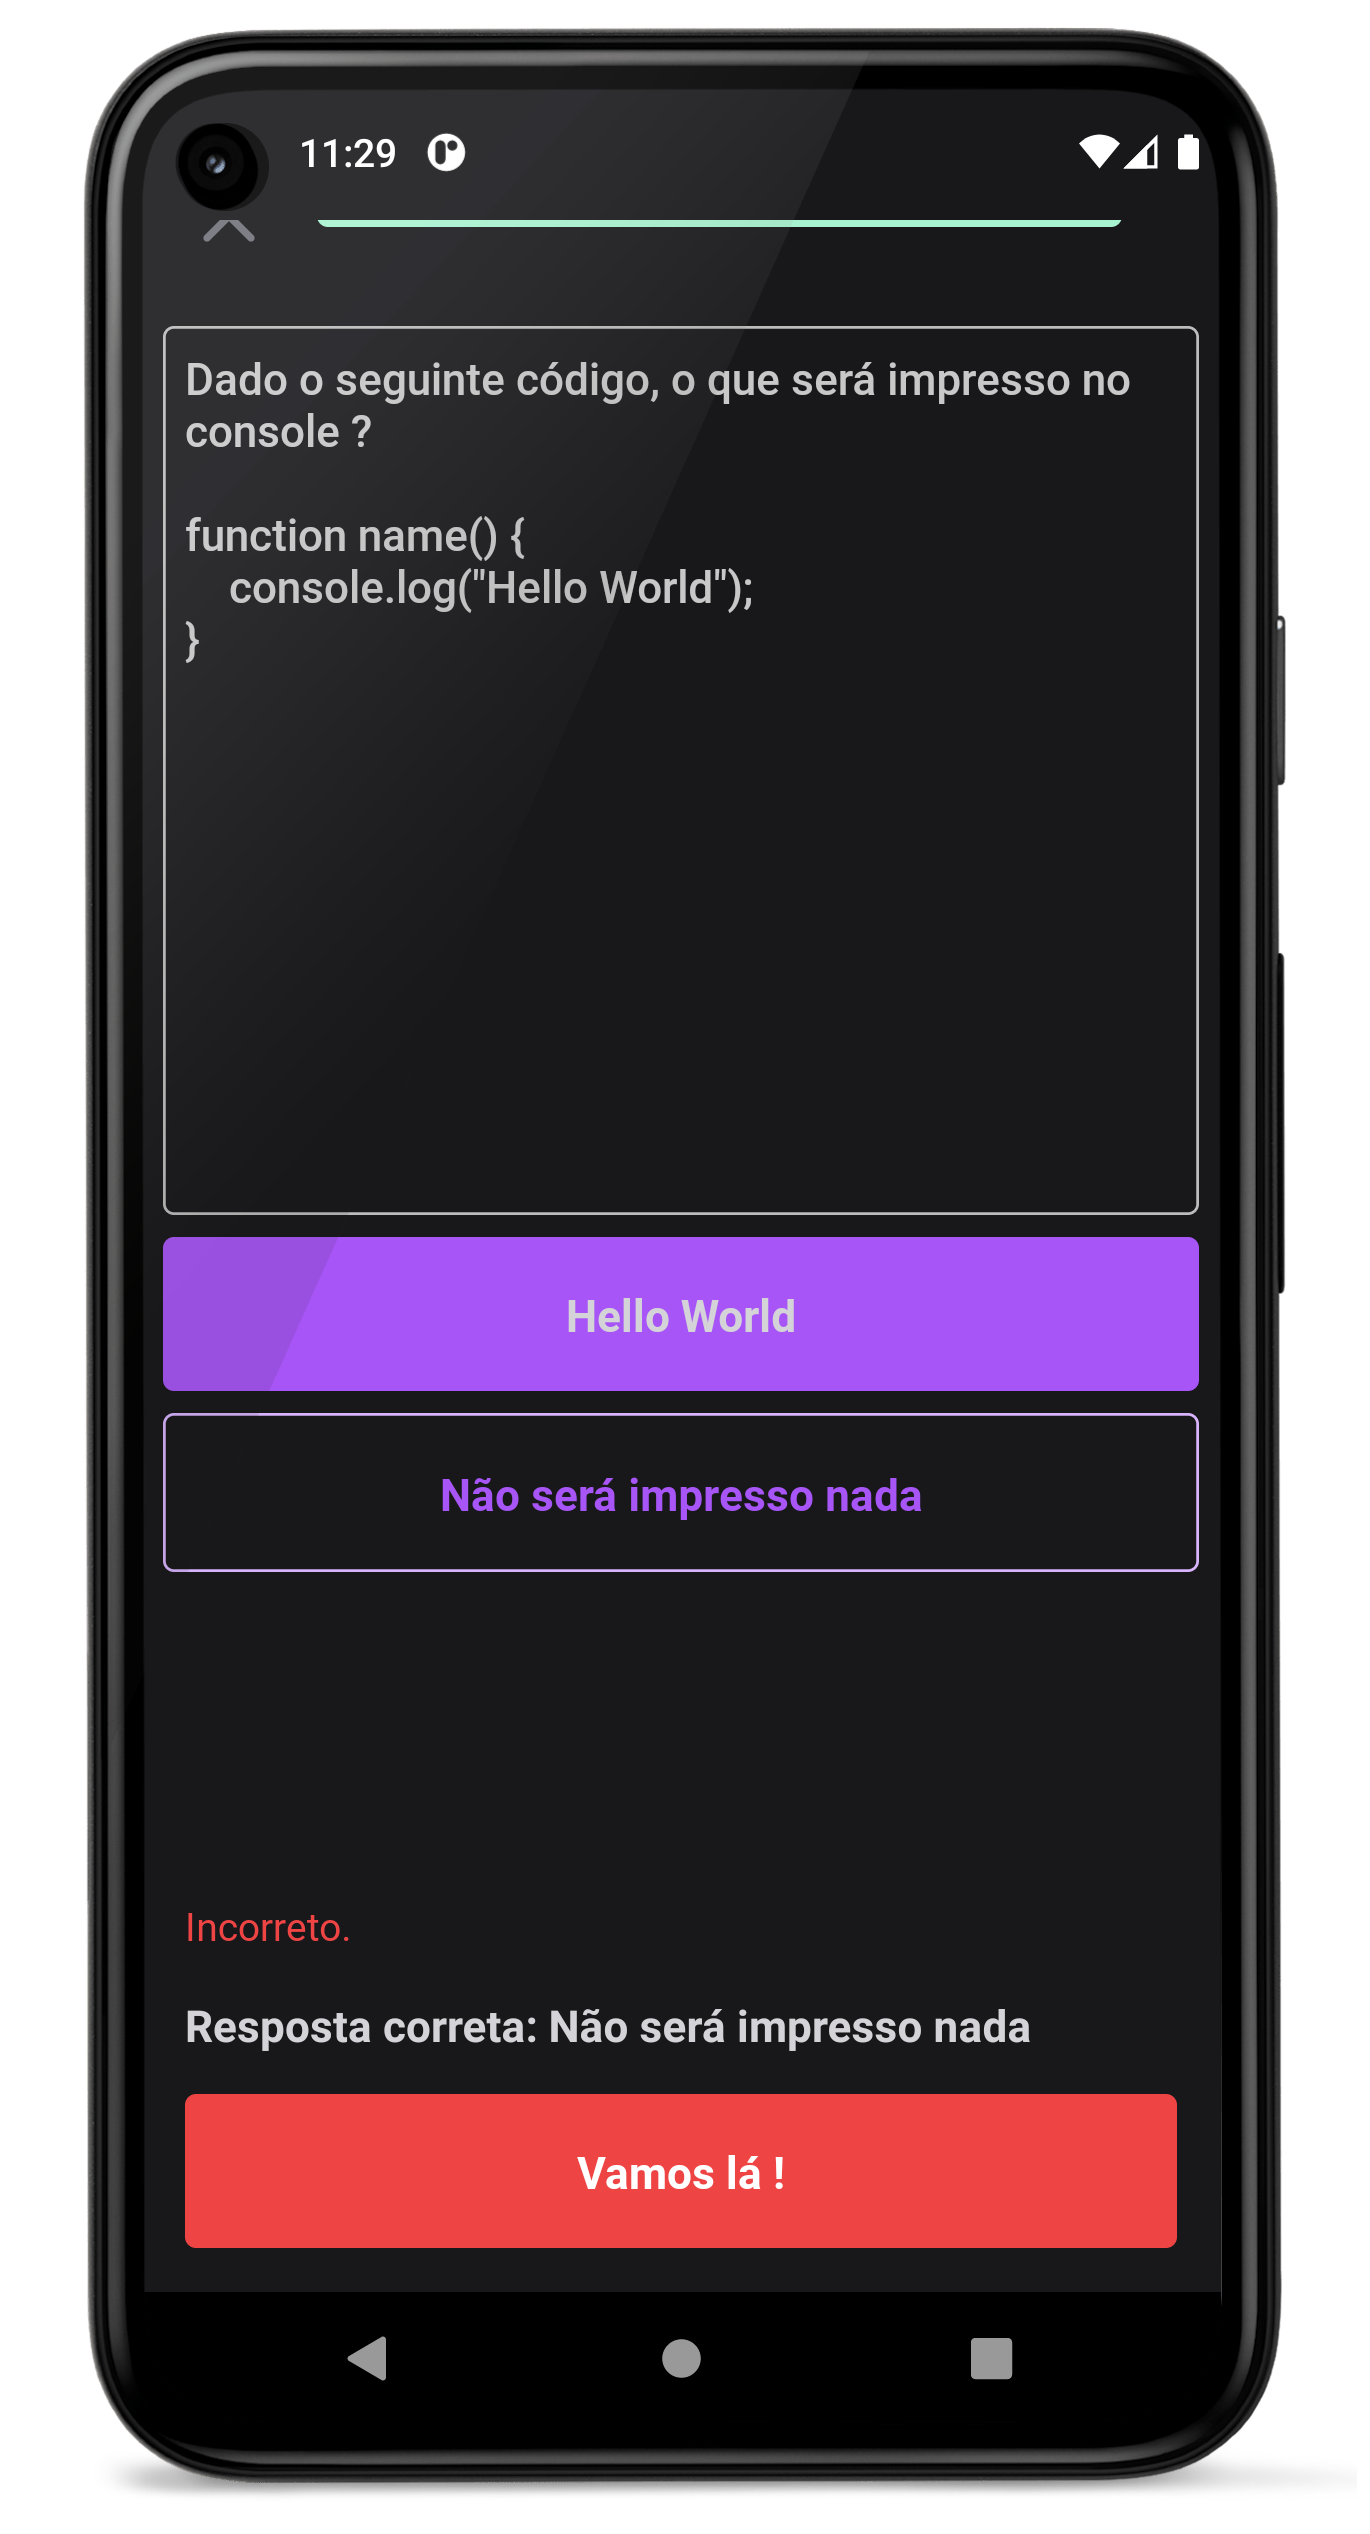 11:29
Dado o seguinte código, o que será impresso no
console ?
function name() {
    console.log("Hello World");
}
Hello World
Não será impresso nada
Incorreto.
Resposta correta: Não será impresso nada
Vamos lá !